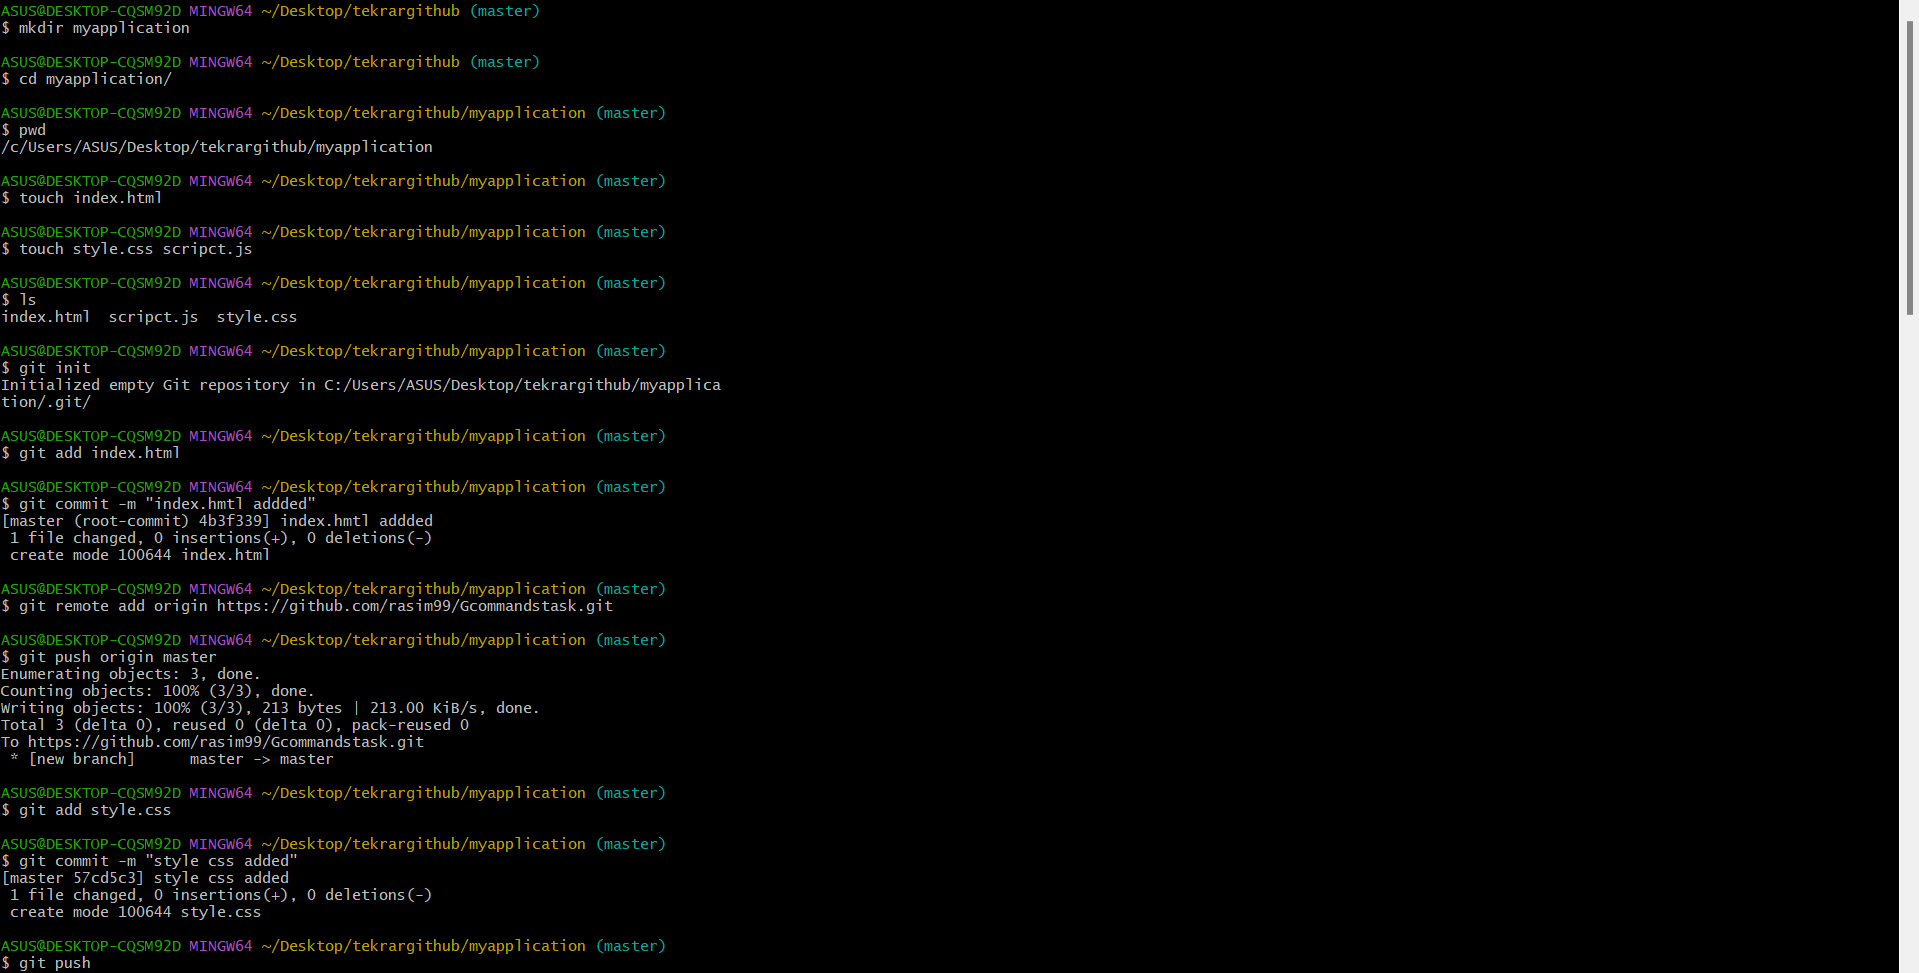 ASUS@DESKTOP-CQSM92D MINGW64 ~/Desktop/tekrargithub (master)
$ mkdir myapplication
ASUS@DESKTOP-CQSM92D MINGW64 ~/Desktop/tekrargithub (master)
$ cd myapplication/
ASUS@DESKTOP-CQSM92D MINGW64 ~/Desktop/tekrargithub/myapplication (master)
$ pwd
/c/Users/ASUS/Desktop/tekrargithub/myapplication
ASUS@DESKTOP-CQSM92D MINGW64 ~/Desktop/tekrargithub/myapplication (master)
$ touch index.html
ASUS@DESKTOP-CQSM92D MINGW64 ~/Desktop/tekrargithub/myapplication (master)
$ touch style.css scripct.js
ASUS@DESKTOP-CQSM92D MINGW64 ~/Desktop/tekrargithub/myapplication (master)
$ ls
index.html  scripct.js  style.css
ASUS@DESKTOP-CQSM92D MINGW64 ~/Desktop/tekrargithub/myapplication (master)
$ git init
Initialized empty Git repository in C:/Users/ASUS/Desktop/tekrargithub/myapplica
tion/.git/
ASUS@DESKTOP-CQSM92D MINGW64 ~/Desktop/tekrargithub/myapplication (master)
$ git add index.html
ASUS@DESKTOP-CQSM92D MINGW64 ~/Desktop/tekrargithub/myapplication (master)
$ git commit -m "index.hmtl addded"
[master (root-commit) 4b3f339] index.hmtl addded
 1 file changed, 0 insertions(+), 0 deletions(-)
 create mode 100644 index.html
ASUS@DESKTOP-CQSM92D MINGW64 ~/Desktop/tekrargithub/myapplication (master)
$ git remote add origin https://github.com/rasim99/Gcommandstask.git
ASUS@DESKTOP-CQSM92D MINGW64 ~/Desktop/tekrargithub/myapplication (master)
$ git push origin master
Enumerating objects: 3, done.
Counting objects: 100% (3/3), done.
Writing objects: 100% (3/3), 213 bytes | 213.00 KiB/s, done.
Total 3 (delta 0), reused 0 (delta 0), pack-reused 0
To https://github.com/rasim99/Gcommandstask.git
 * [new branch]      master -> master
ASUS@DESKTOP-CQSM92D MINGW64 ~/Desktop/tekrargithub/myapplication (master)
$ git add style.css
ASUS@DESKTOP-CQSM92D MINGW64 ~/Desktop/tekrargithub/myapplication (master)
$ git commit -m "style css added"
[master 57cd5c3] style css added
 1 file changed, 0 insertions(+), 0 deletions(-)
 create mode 100644 style.css
ASUS@DESKTOP-CQSM92D MINGW64 ~/Desktop/tekrargithub/myapplication (master)
$ git push